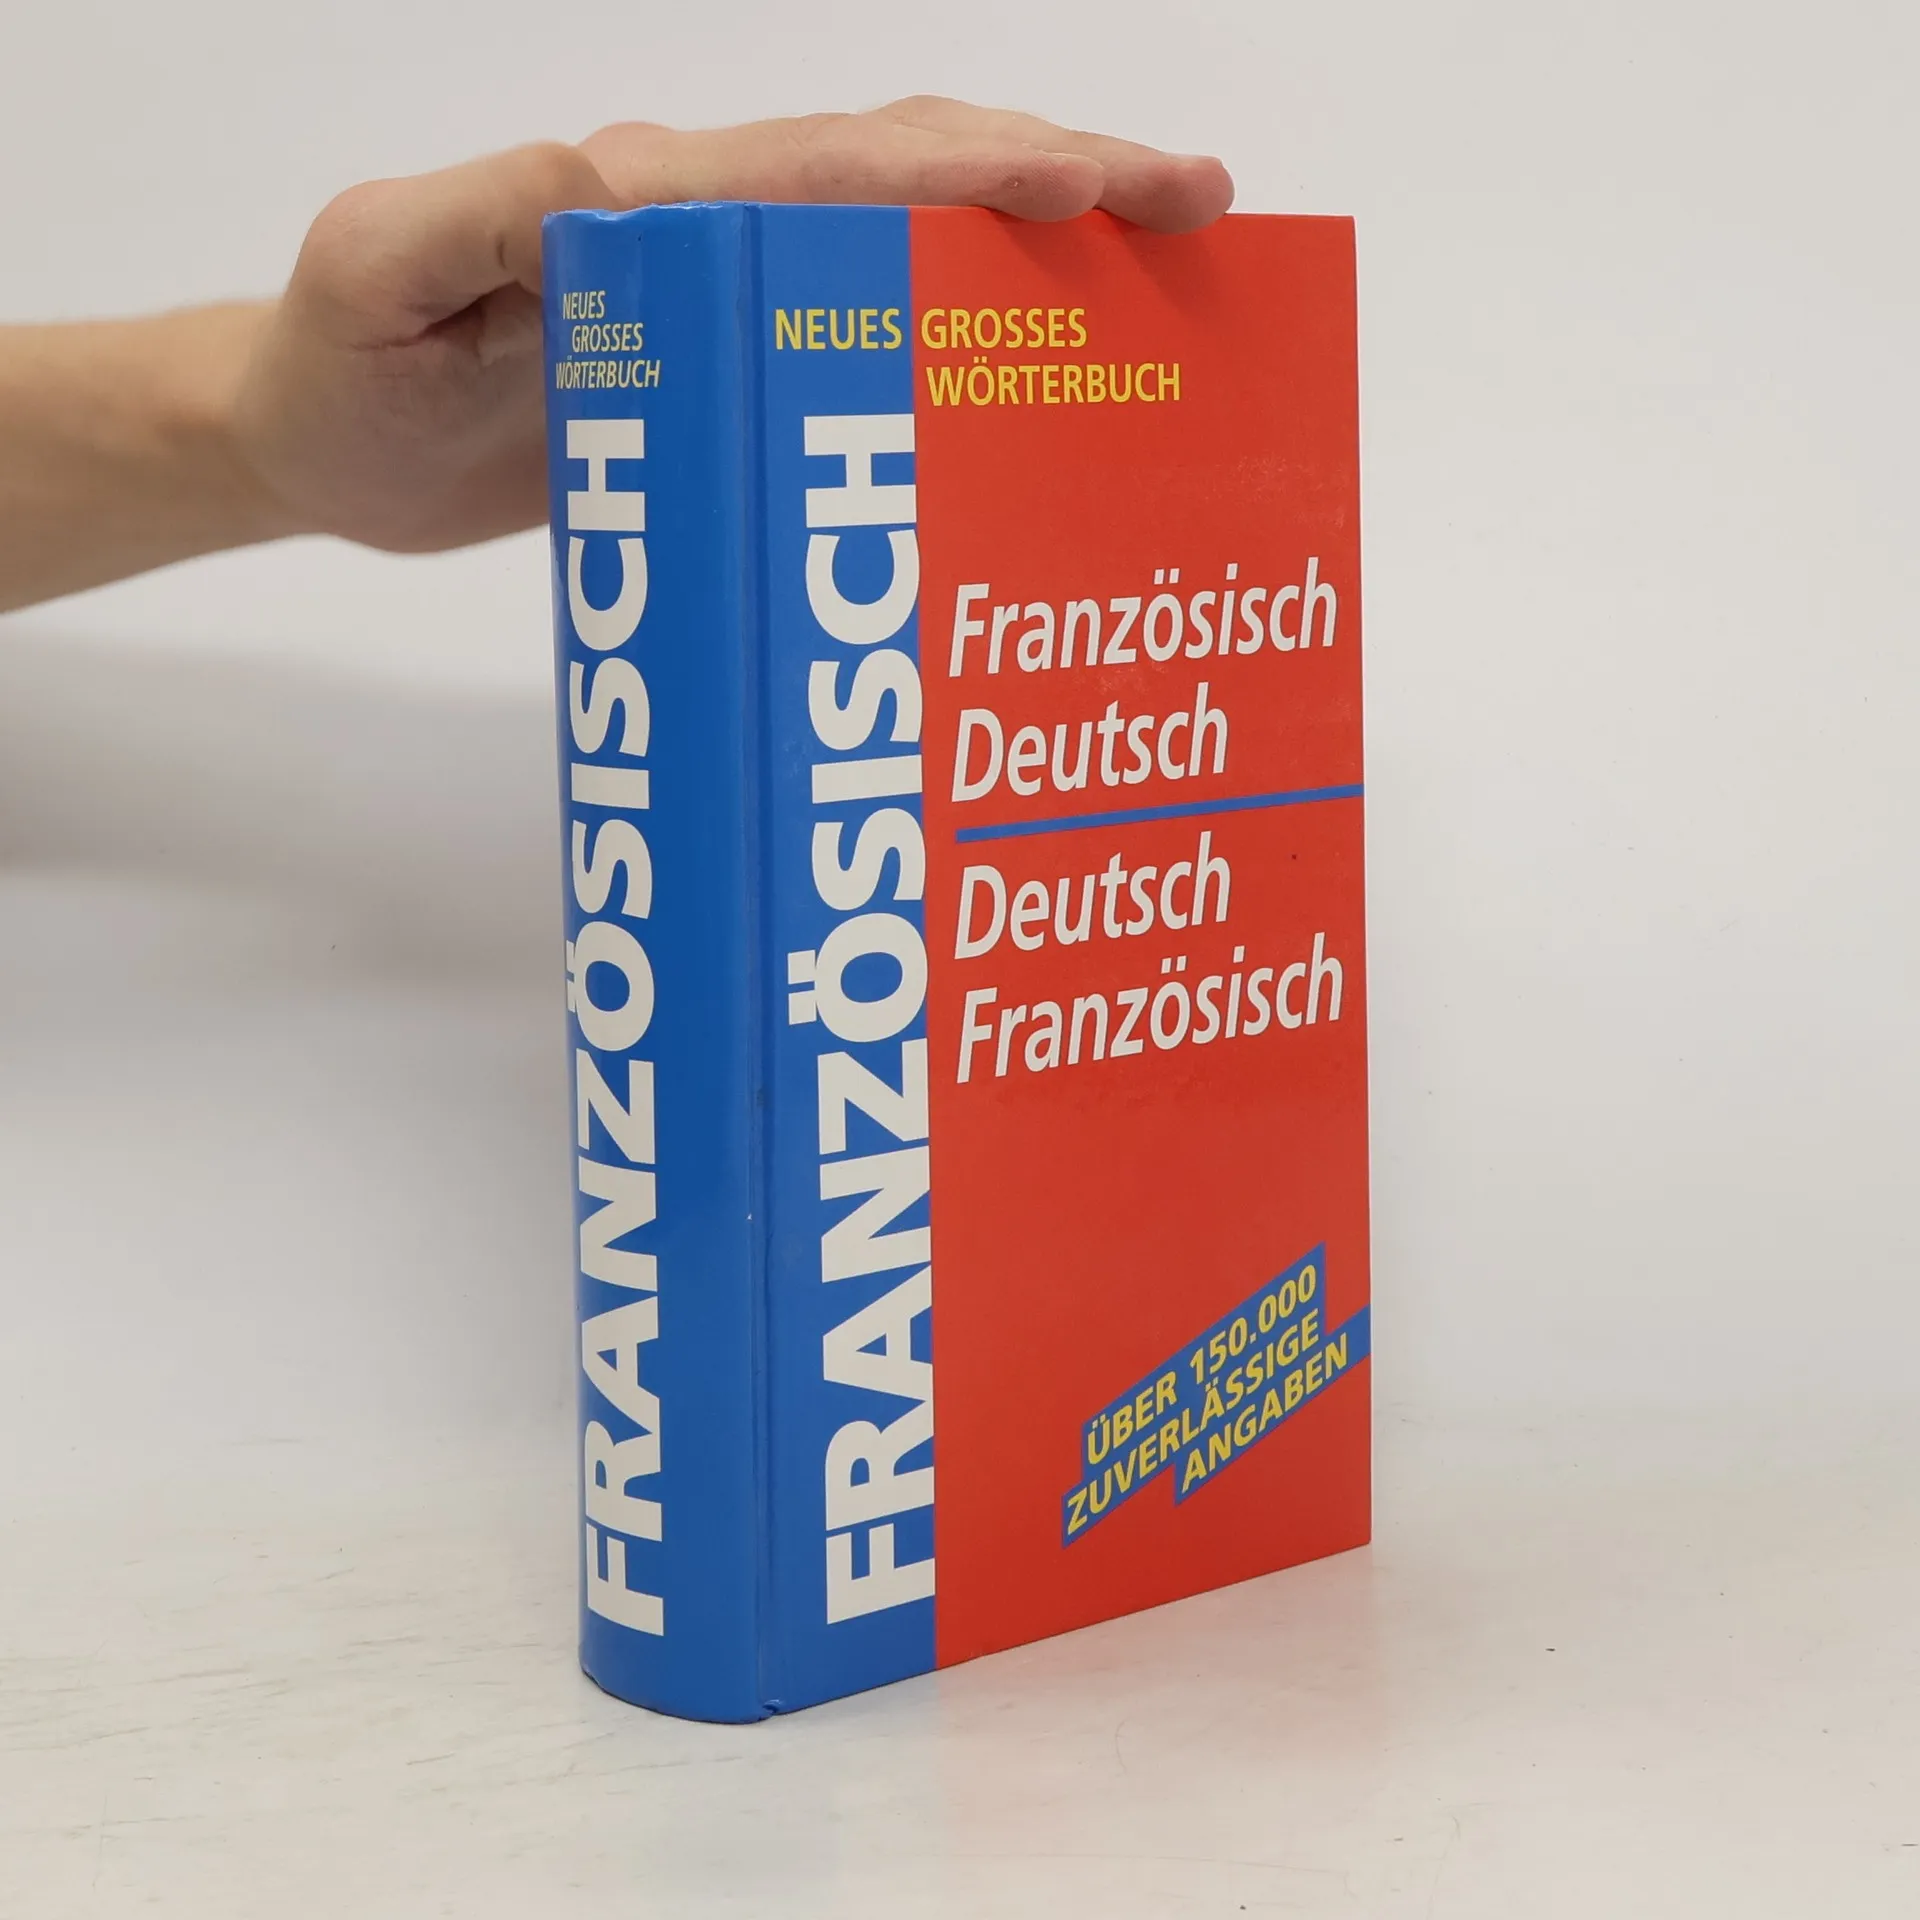 NEUES
GROSSES
WÖRTERBUCH
FRANZÖSISCH
NEUES GROSSES
WÖRTERBUCH
FRANZÖSISCH
Französisch
Deutsch
Deutsch
Französisch
ÜBER 150.000
ZUVERLÄSSIGE
ANGABEN